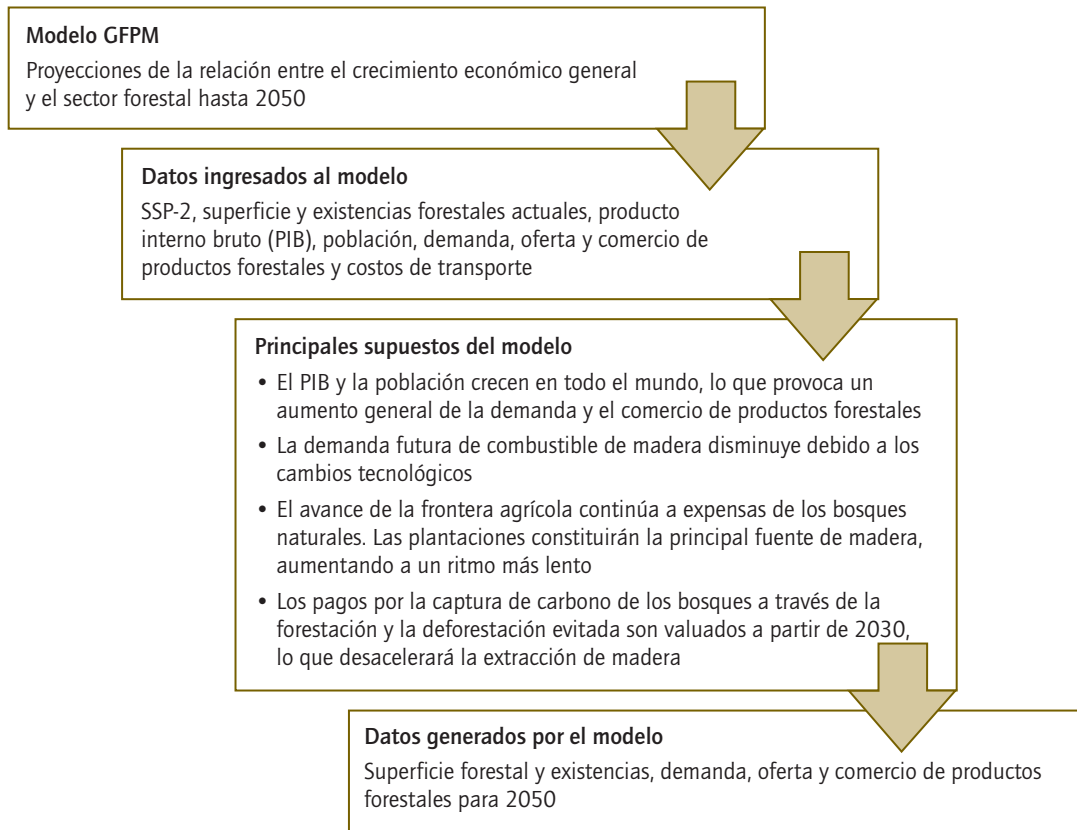 Modelo GFPM
Proyecciones de la relación entre el crecimiento económico general
y el sector forestal hasta 2050
Datos ingresados al modelo
SSP-2, superficie y existencias forestales actuales, producto
interno bruto (PIB), población, demanda, oferta y comercio de
productos forestales y costos de transporte
Principales supuestos del modelo
• El PIB y la población crecen en todo el mundo, lo que provoca un
aumento general de la demanda y el comercio de productos forestales
• La demanda futura de combustible de madera disminuye debido a los
cambios tecnológicos
• El avance de la frontera agrícola continúa a expensas de los bosques
naturales. Las plantaciones constituirán la principal fuente de madera,
aumentando a un ritmo más lento
• Los pagos por la captura de carbono de los bosques a través de la
forestación y la deforestación evitada son valuados a partir de 2030,
lo que desacelerará la extracción de madera
Datos generados por el modelo
Superficie forestal y existencias, demanda, oferta y comercio de productos
forestales para 2050